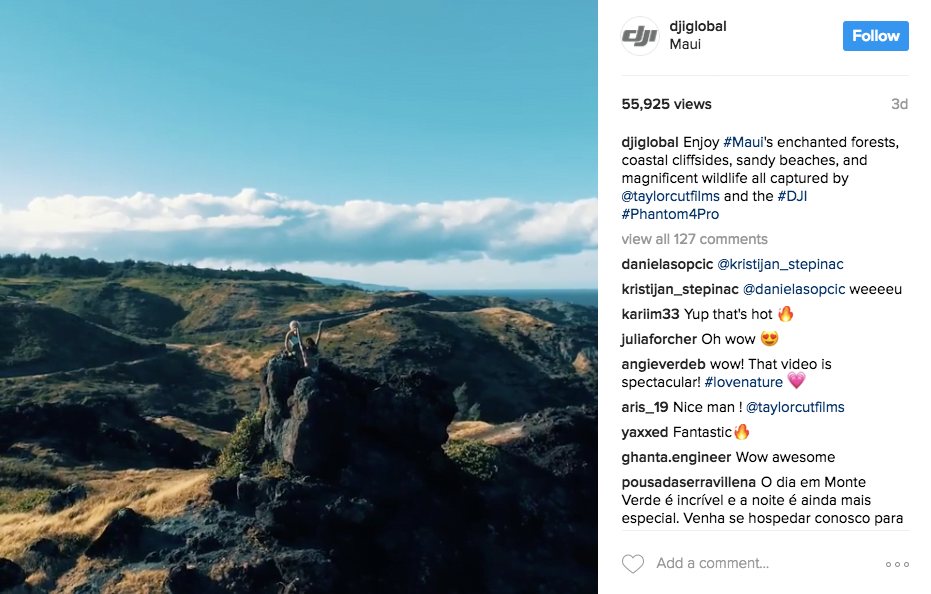 dji
djiglobal
Maui
Follow
55,925 views
3d
djiglobal Enjoy #Maui's enchanted forests,
coastal cliffsides, sandy beaches, and
magnificent wildlife all captured by
@taylorcutfilms and the #DJI
#Phantom4Pro
view all 127 comments
danielasopcic @kristijan_stepinac
kristijan_stepinac @danielasopcic weeeeu
kariim33 Yup that's hot 🔥
juliaforcher Oh wow 😍
angieverdeb wow! That video is
spectacular! #lovenature 💗
aris_19 Nice man ! @taylorcutfilms
yaxxed Fantastic🔥
ghanta.engineer Wow awesome
pousadaserravillena O dia em Monte
Verde é incrível e a noite é ainda mais
especial. Venha se hospedar conosco para
Add a comment...